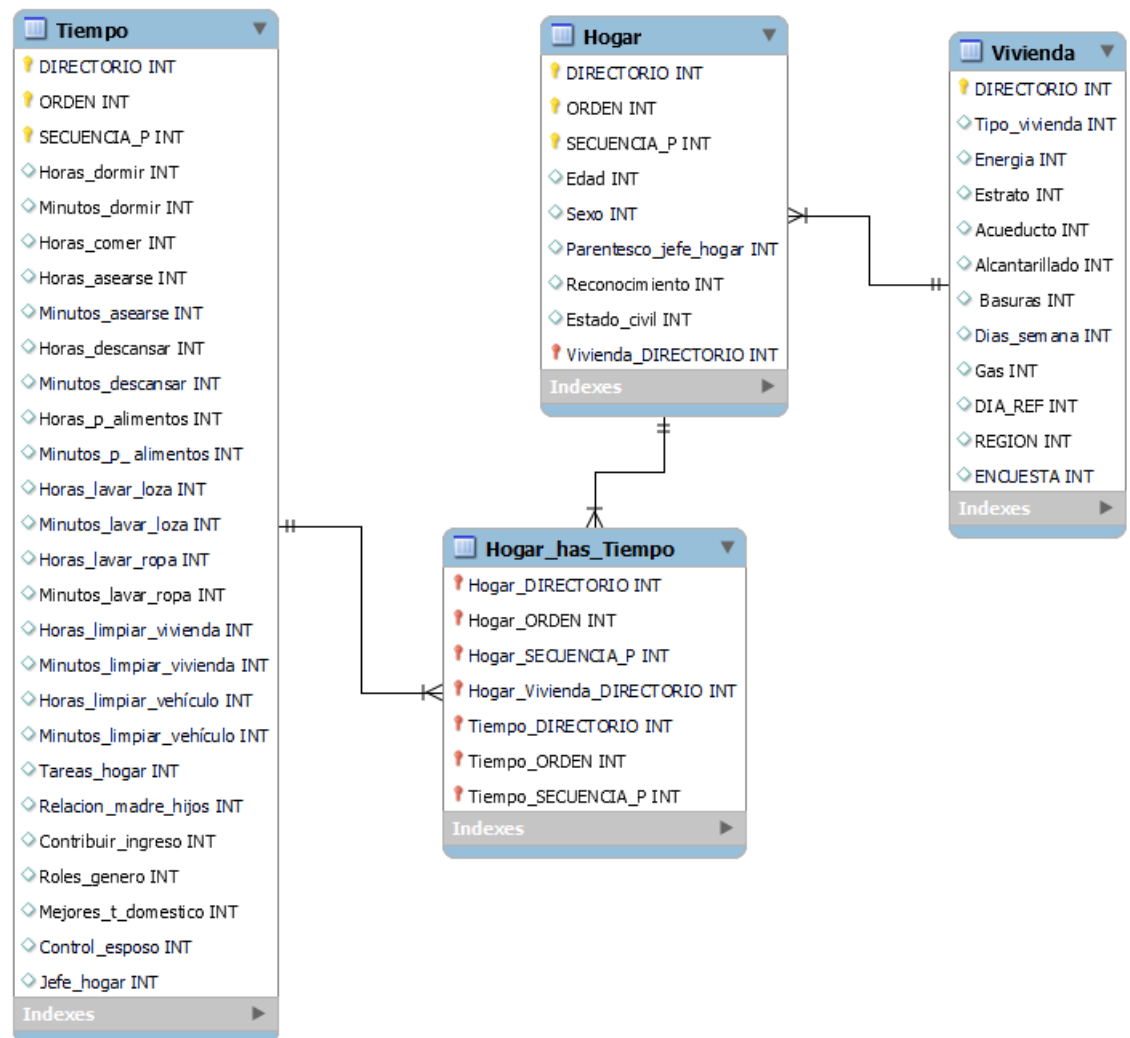 Tiempo
DIRECTORIO INT
ORDEN INT
SECUENCIA_P INT
Horas_dormir INT
Minutos_dormir INT
Horas_comer INT
Horas_asearse INT
Minutos_asearse INT
Horas_descansar INT
Minutos_descansar INT
Horas_p_alimentos INT
Minutos_p_ alimentos INT
Horas_lavar_loza INT
Minutos_lavar_loza INT
Horas_lavar_ropa INT
Minutos_lavar_ropa INT
Horas_limpiar_vivienda INT
Minutos_limpiar_vivienda INT
Horas_limpiar_vehículo INT
Minutos_limpiar_vehículo INT
Tareas_hogar INT
Relacion_madre_hijos INT
Contribuir_ingreso INT
Roles_genero INT
Mejores_t_domestico INT
Control_esposo INT
Jefe_hogar INT
Indexes
Hogar
DIRECTORIO INT
ORDEN INT
SECUENCIA_P INT
Edad INT
Sexo INT
Parentesco_jefe_hogar INT
Reconocimiento INT
Estado_civil INT
Vivienda_DIRECTORIO INT
Indexes
Vivienda
DIRECTORIO INT
Tipo_vivienda INT
Energia INT
Estrato INT
Acueducto INT
Alcantarillado INT
Basuras INT
Dias_semana INT
Gas INT
DIA_REF INT
REGION INT
ENCUESTA INT
Indexes
Hogar_has_Tiempo
Hogar_DIRECTORIO INT
Hogar_ORDEN INT
Hogar_SECUENCIA_P INT
Hogar_Vivienda_DIRECTORIO INT
Tiempo_DIRECTORIO INT
Tiempo_ORDEN INT
Tiempo_SECUENCIA_P INT
Indexes